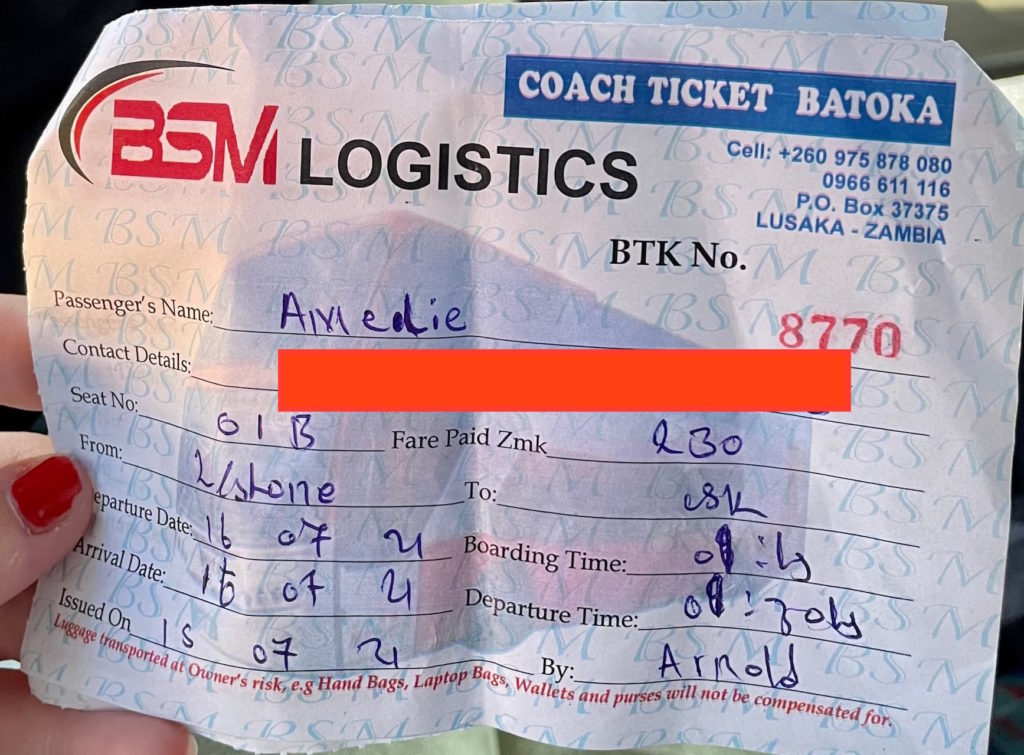 BSM LOGISTICS
COACH TICKET BATOKA
Cell: +260 975 878 080
0966 611 116
P.O. Box 37375
LUSAKA - ZAMBIA
BTK No.
8770
Passenger's Name: Amedie
Contact Details:
Seat No: 01B Fare Paid Zmk 230
From: L/stone To: LSK
Departure Date: 16 07 21 Boarding Time:
Arrival Date: 16 07 21 Departure Time:
Issued On 15 07 21 By: Arnold
Luggage transported at Owner's risk, e.g Hand Bags, Laptop Bags, Wallets and purses will not be compensated for.